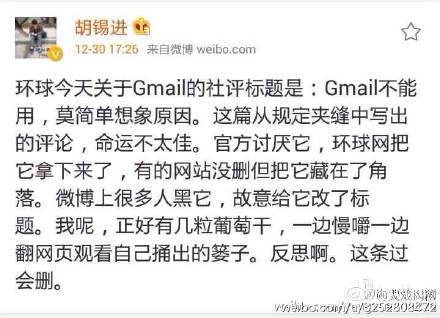 胡锡进
12-30 17:26 来自微博 weibo.com
环球今天关于Gmail的社评标题是：Gmail不能
用，莫简单想象原因。这篇从规定夹缝中写出
的评论，命运不太佳。官方讨厌它，环球网把
它拿下来了，有的网站没删但把它藏在了角
落。微博上很多人黑它，故意给它改了标
题。我呢，正好有几粒葡萄干，一边慢嚼一边
翻网页观看自己捅出的篓子。反思啊。这条过
会删。